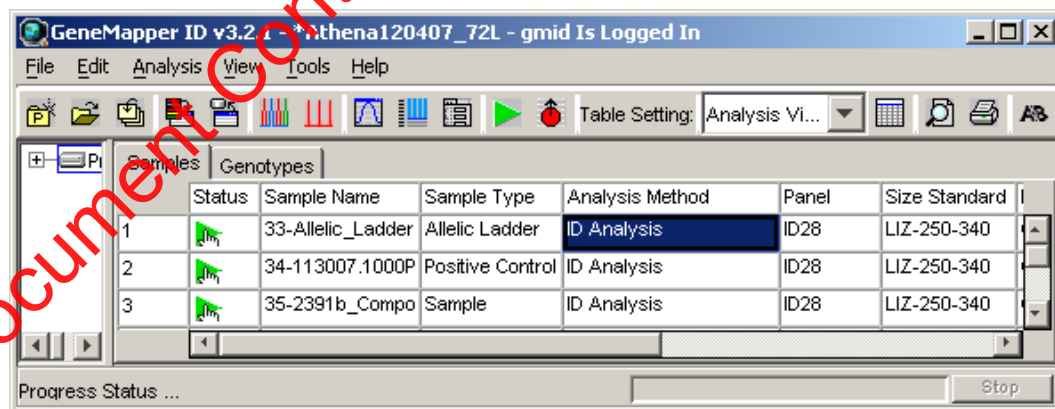 GeneMapper ID v3.2.1 - *Athena120407_72L - gmid Is Logged In
File Edit Analysis View Tools Help
Table Setting: Analysis Vi...
Samples Genotypes
Status Sample Name Sample Type Analysis Method Panel Size Standard
1 33-Allelic_Ladder Allelic Ladder ID Analysis ID28 LIZ-250-340
2 34-113007.1000P Positive Control ID Analysis ID28 LIZ-250-340
3 35-2391b_Compo Sample ID Analysis ID28 LIZ-250-340
Progress Status ... Stop
ocument Con